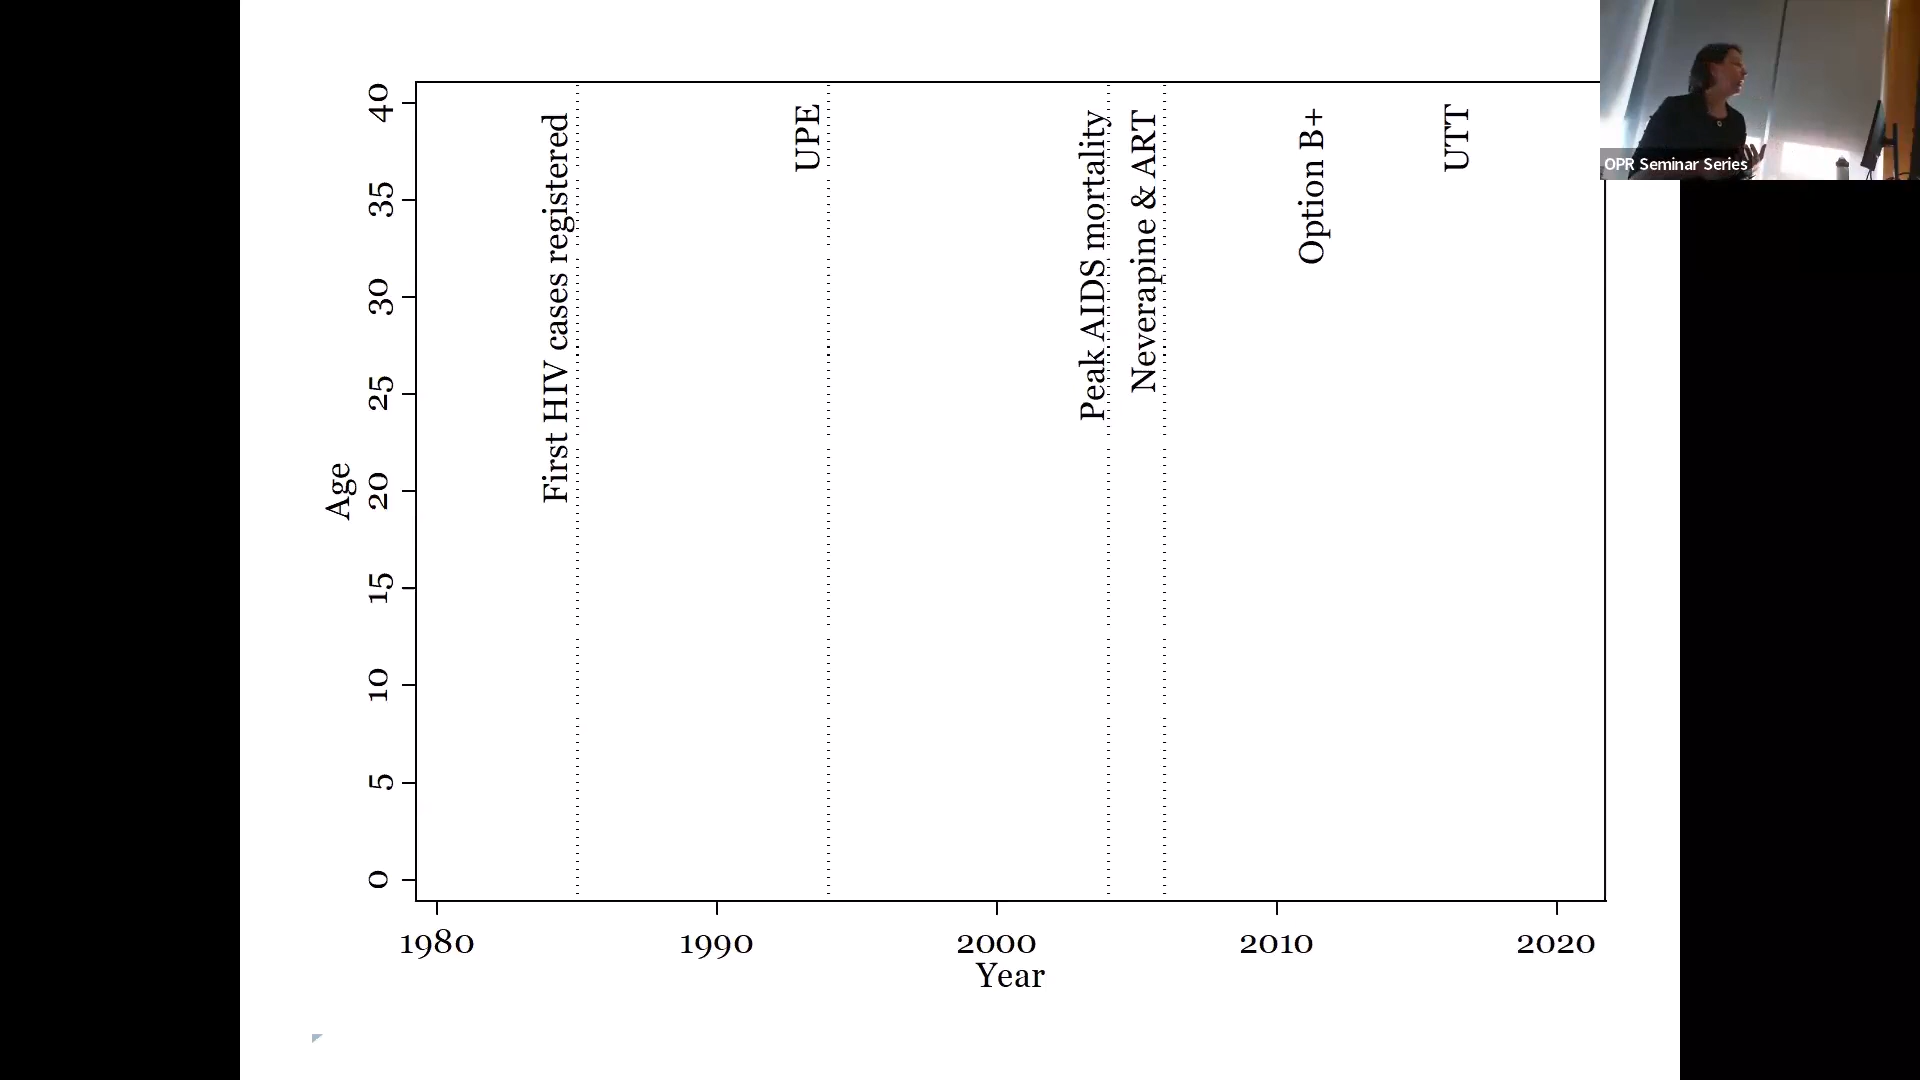 First HIV cases registered
UPE
Peak AIDS mortality
Neverapine & ART
Option B+
UTT
OPR Seminar Series
Age
40
35
30
25
20
15
10
5
0
1980 1990 2000 2010 2020
Year